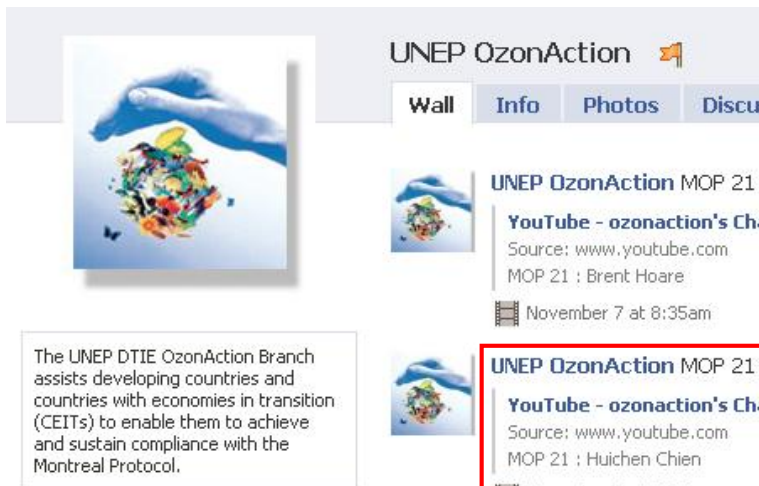 UNEP OzonAction
Wall Info Photos
UNEP OzonAction MOP 21
YouTube - ozonaction's
Source: www.youtube.com
MOP 21 : Brent Hoare
November 7 at 8:35am
The UNEP DTIE OzonAction Branch
assists developing countries and
countries with economies in transition
(CEITs) to enable them to achieve
and sustain compliance with the
Montreal Protocol.
UNEP OzonAction MOP 21
YouTube - ozonaction's
Source: www.youtube.com
MOP 21 : Huichen Chien